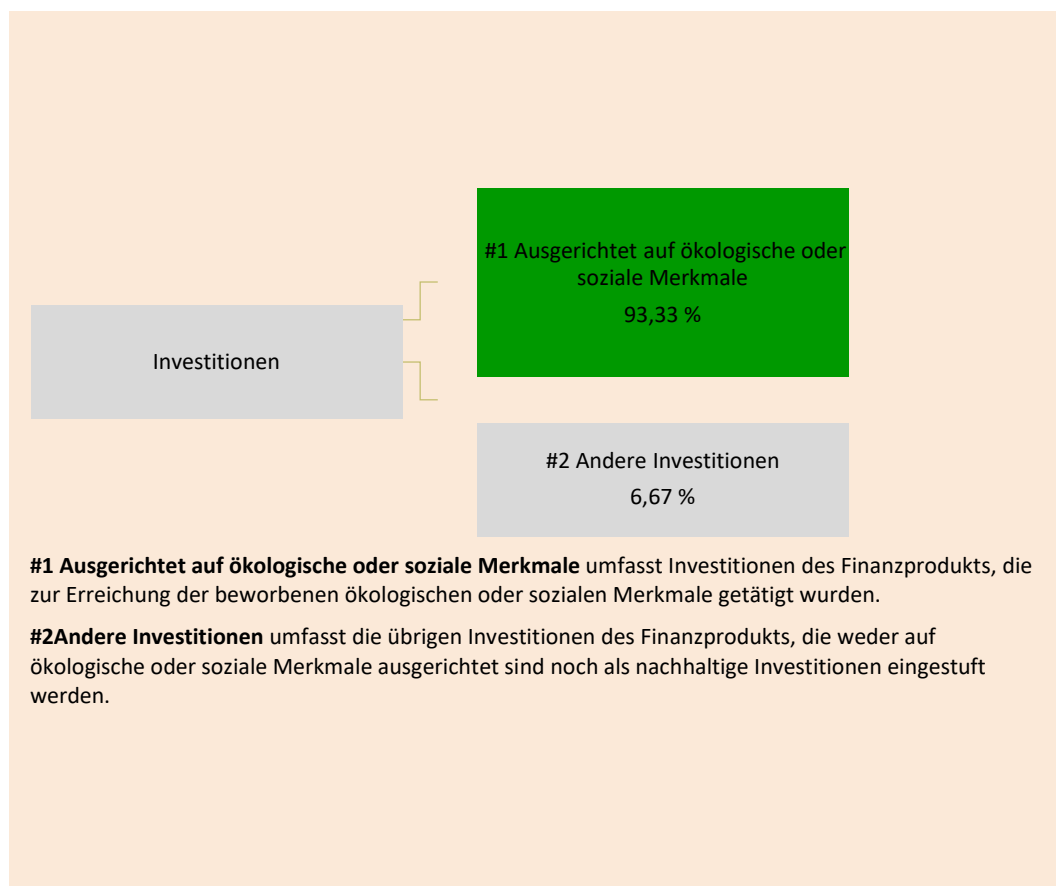 #1 Ausgerichtet auf ökologische oder
soziale Merkmale
93,33 %
Investitionen
#2 Andere Investitionen
6,67 %
#1 Ausgerichtet auf ökologische oder soziale Merkmale umfasst Investitionen des Finanzprodukts, die
zur Erreichung der beworbenen ökologischen oder sozialen Merkmale getätigt wurden.
#2Andere Investitionen umfasst die übrigen Investitionen des Finanzprodukts, die weder auf
ökologische oder soziale Merkmale ausgerichtet sind noch als nachhaltige Investitionen eingestuft
werden.